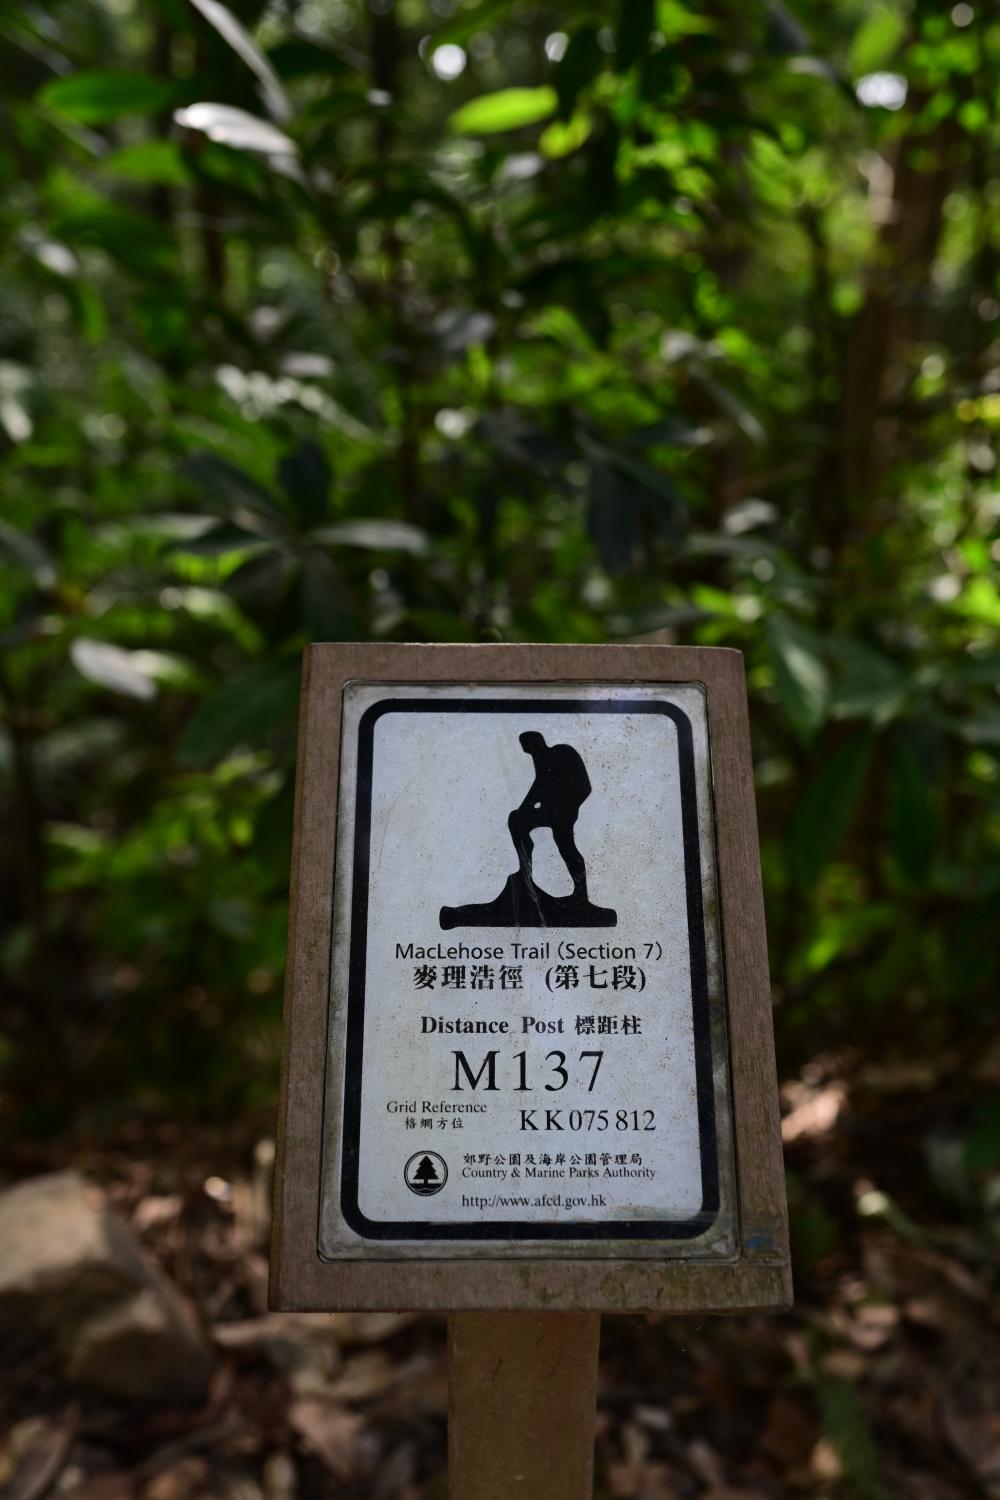 MacLehose Trail (Section 7)
麥理浩徑 (第七段)
Distance Post 標距柱
M137
Grid Reference
格網方位
KK075812
郊野公園及海岸公園管理局
Country & Marine Parks Authority
http://www.afcd.gov.hk